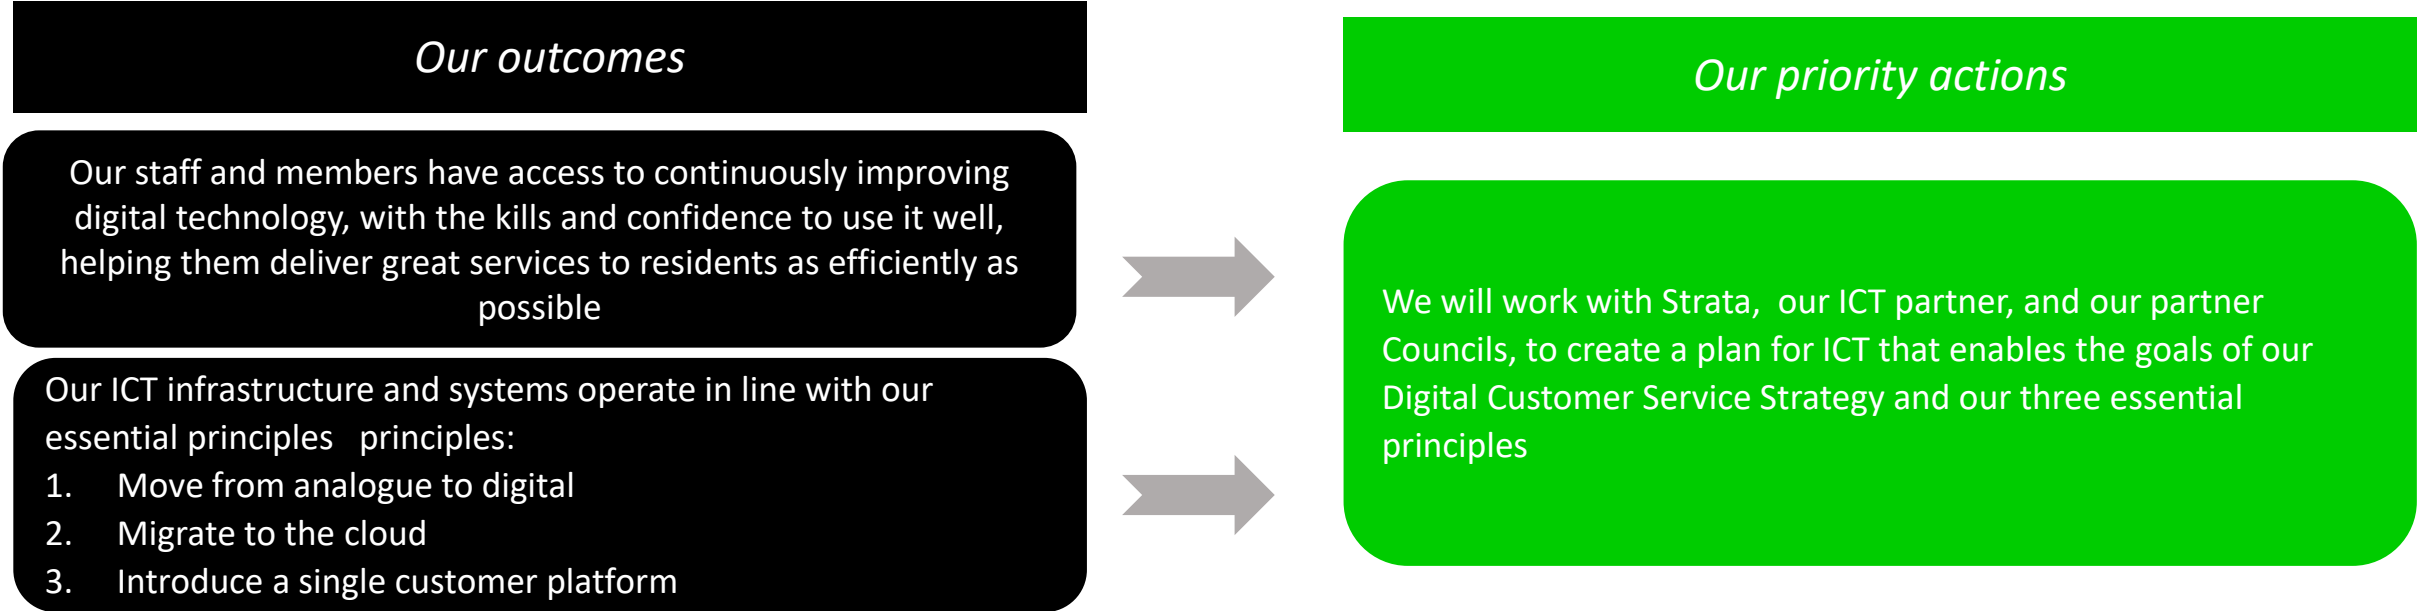 Our outcomes
Our staff and members have access to continuously improving
digital technology, with the kills and confidence to use it well,
helping them deliver great services to residents as efficiently as
possible
Our ICT infrastructure and systems operate in line with our
essential principles   principles:
1. Move from analogue to digital
2. Migrate to the cloud
3. Introduce a single customer platform
Our priority actions
We will work with Strata,  our ICT partner, and our partner
Councils, to create a plan for ICT that enables the goals of our
Digital Customer Service Strategy and our three essential
principles